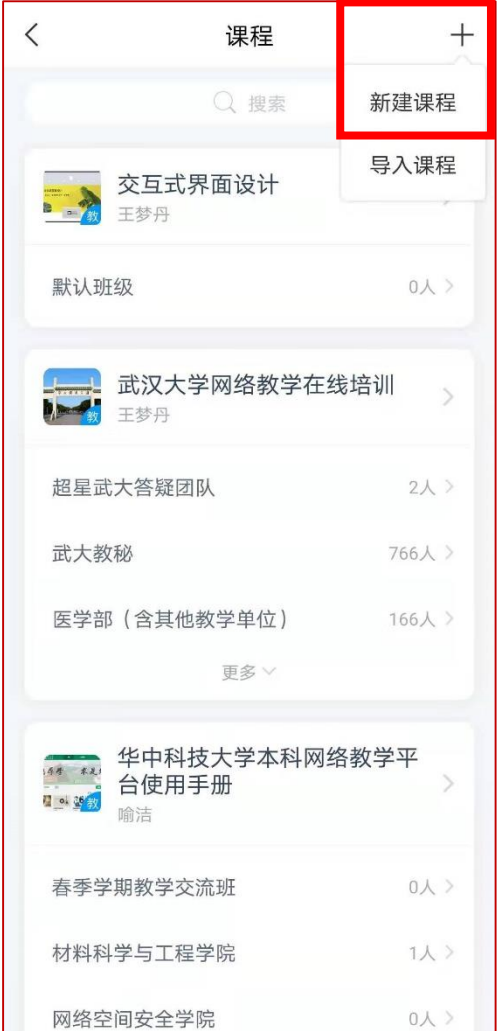 课程
搜索
新建课程
导入课程
交互式界面设计
教
王梦丹
默认班级
0人
武汉大学网络教学在线培训
教
王梦丹
超星武大答疑团队
2人
武大教秘
766人
医学部（含其他教学单位）
166人
更多
华中科技大学本科网络教学平
台使用手册
教
喻洁
春季学期教学交流班
0人
材料科学与工程学院
1人
网络空间安全学院
0人